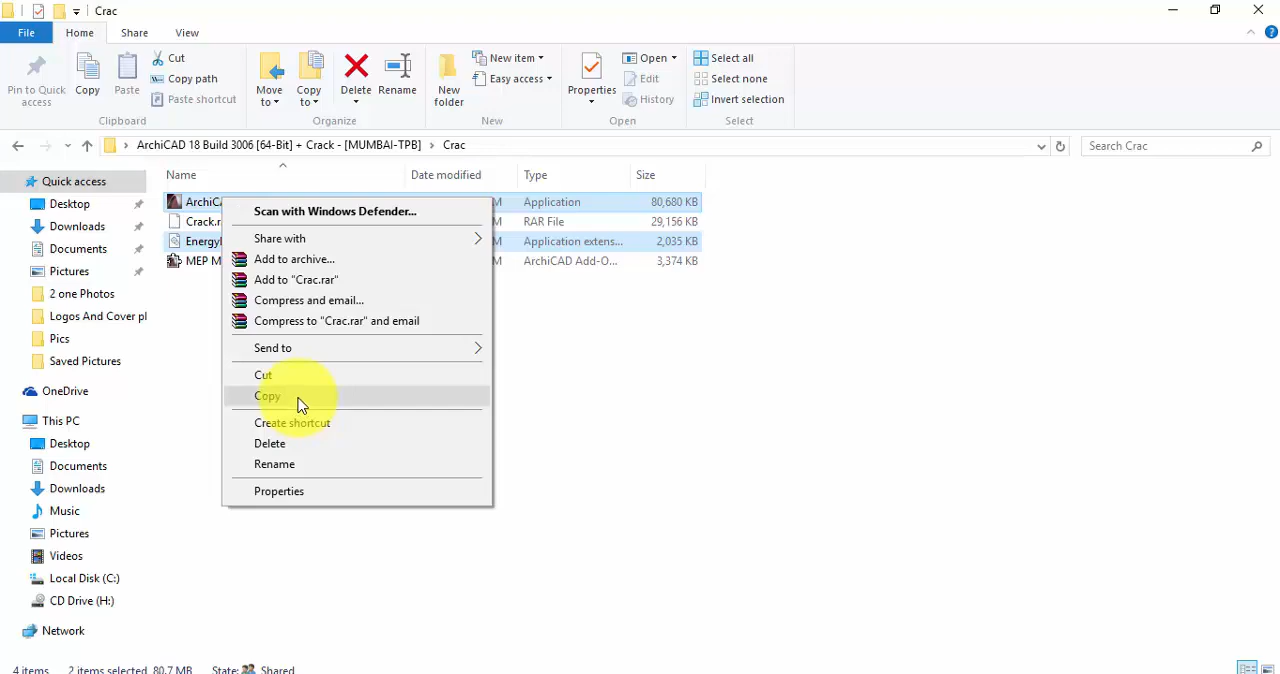 Crac
File Home Share View
Pin to Quick access
Copy
Paste
Cut
Copy path
Paste shortcut
Clipboard
Move to
Copy to
Delete
Rename
Organize
New folder
New item
Easy access
New
Properties
Open
Edit
History
Open
Select all
Select none
Invert selection
Select
ArchiCAD 18 Build 3006 [64-Bit] + Crack - [MUMBAI-TPB] Crac
Search Crac
Name Date modified Type Size
ArchiC M Application 80,680 KB
Crack.r M RAR File 29,156 KB
Energy M Application extens... 2,035 KB
MEP M M ArchiCAD Add-O... 3,374 KB
Quick access
Desktop
Downloads
Documents
Pictures
2 one Photos
Logos And Cover pl
Pics
Saved Pictures
OneDrive
This PC
Desktop
Documents
Downloads
Music
Pictures
Videos
Local Disk (C:)
CD Drive (H:)
Network
Scan with Windows Defender...
Share with
Add to archive...
Add to "Crac.rar"
Compress and email...
Compress to "Crac.rar" and email
Send to
Cut
Copy
Create shortcut
Delete
Rename
Properties
4 items 2 items selected 80.7 MB State: Shared